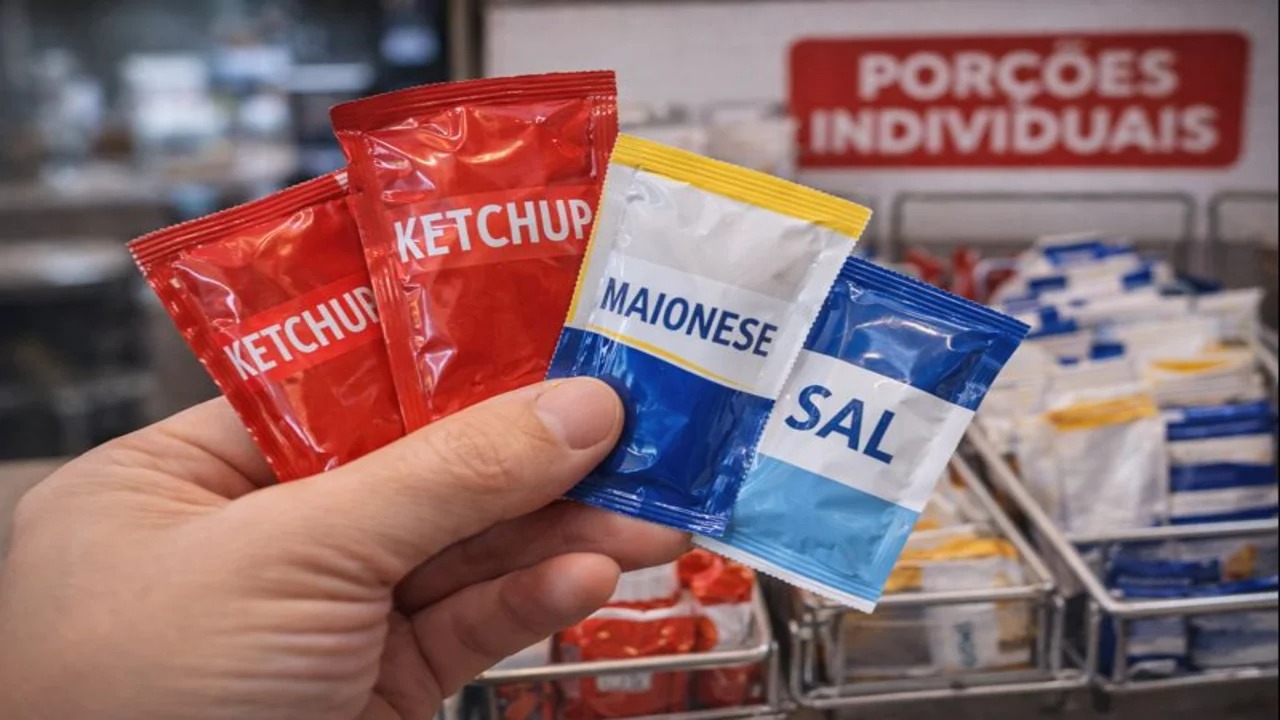 PORÇÕES
INDIVIDUAIS
KETCHUP
KETCHUP
MAIONESE
SAL